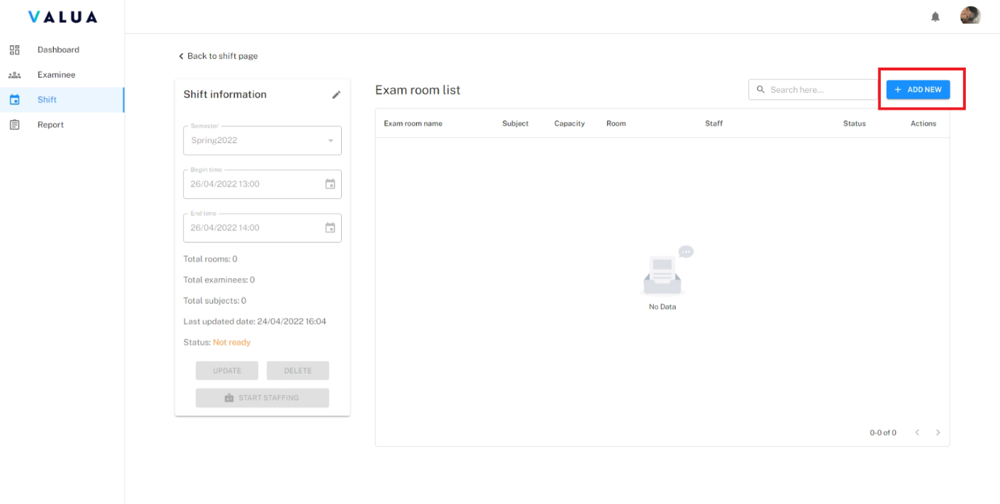 VALUA
Dashboard
Examinee
Shift
Report
Back to shift page
Shift information
Semester
Spring2022
Begin time
26/04/2022 13:00
End time
26/04/2022 14:00
Total rooms: 0
Total examinees: 0
Total subjects: 0
Last updated date: 24/04/2022 16:04
Status: Not ready
UPDATE DELETE
START STAFFING
Exam room list
Search here...
+ ADD NEW
Exam room name Subject Capacity Room Staff Status Actions
No Data
0-0 of 0